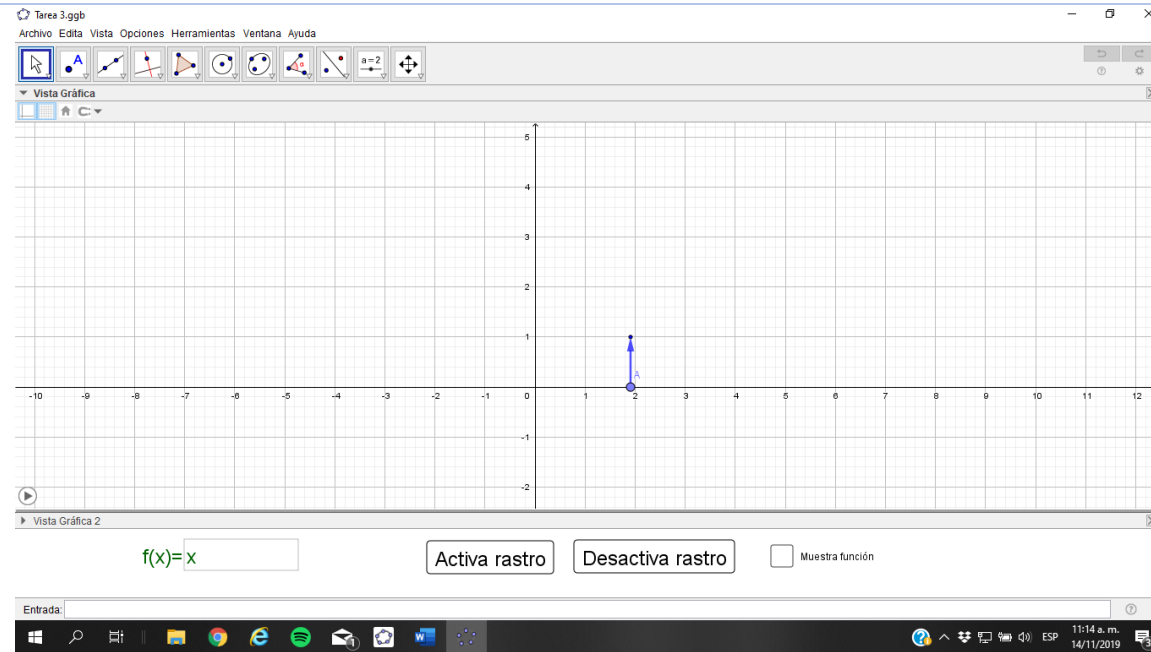 Tarea 3.ggb
Archivo Edita Vista Opciones Herramientas Ventana Ayuda
A α a=2
Vista Gráfica
5
4
3
2
1
A
-10 -9 -8 -7 -6 -5 -4 -3 -2 -1 0 1 2 3 4 5 6 7 8 9 10 11 12
-1
-2
Vista Gráfica 2
f(x)= x Activa rastro Desactiva rastro Muestra función
Entrada:
ESP 11:14 a. m.
14/11/2019